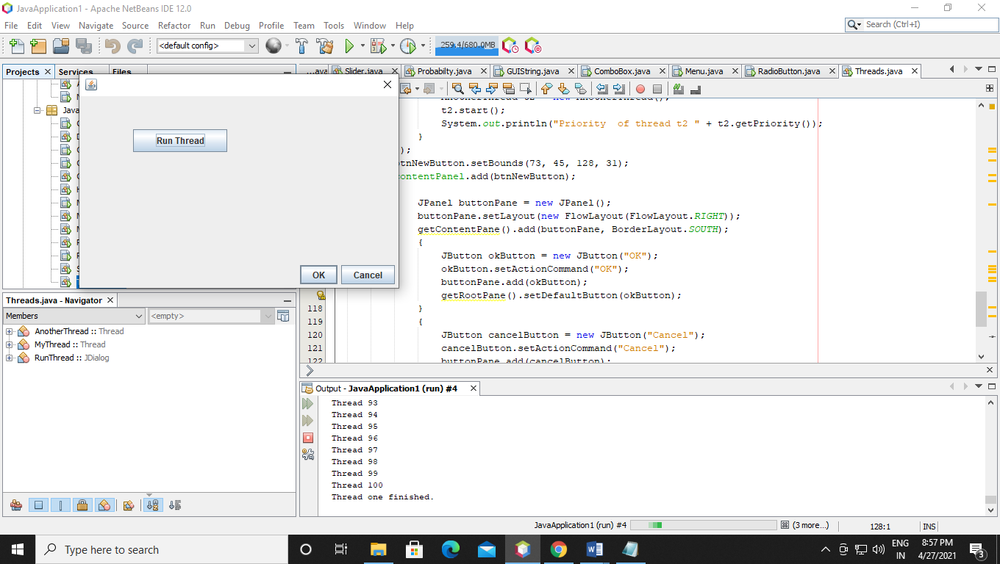 JavaApplication1 - Apache NetBeans IDE 12.0
File Edit View Navigate Source Refactor Run Debug Profile Team Tools Window Help
Search (Ctrl+I)
<default config>
259.4/680.0MB
Projects Services Files
...ava Slider.java Probabilty.java GUIString.java ComboBox.java Menu.java RadioButton.java Threads.java
Java
Run Thread
OK Cancel
t2.start();
System.out.println("Priority  of thread t2 " + t2.getPriority());
}
);
btnNewButton.setBounds(73, 45, 128, 31);
contentPanel.add(btnNewButton);
JPanel buttonPane = new JPanel();
buttonPane.setLayout(new FlowLayout(FlowLayout.RIGHT));
getContentPane().add(buttonPane, BorderLayout.SOUTH);
{
JButton okButton = new JButton("OK");
okButton.setActionCommand("OK");
buttonPane.add(okButton);
getRootPane().setDefaultButton(okButton);
118 }
119 {
120 JButton cancelButton = new JButton("Cancel");
121 cancelButton.setActionCommand("Cancel");
122 buttonPane.add(cancelButton);
Threads.java - Navigator
Members <empty>
AnotherThread :: Thread
MyThread :: Thread
RunThread :: JDialog
Output - JavaApplication1 (run) #4
Thread 93
Thread 94
Thread 95
Thread 96
Thread 97
Thread 98
Thread 99
Thread 100
Thread one finished.
JavaApplication1 (run) #4 (3 more...) 128:1 INS
Type here to search
ENG
IN
8:57 PM
4/27/2021
3